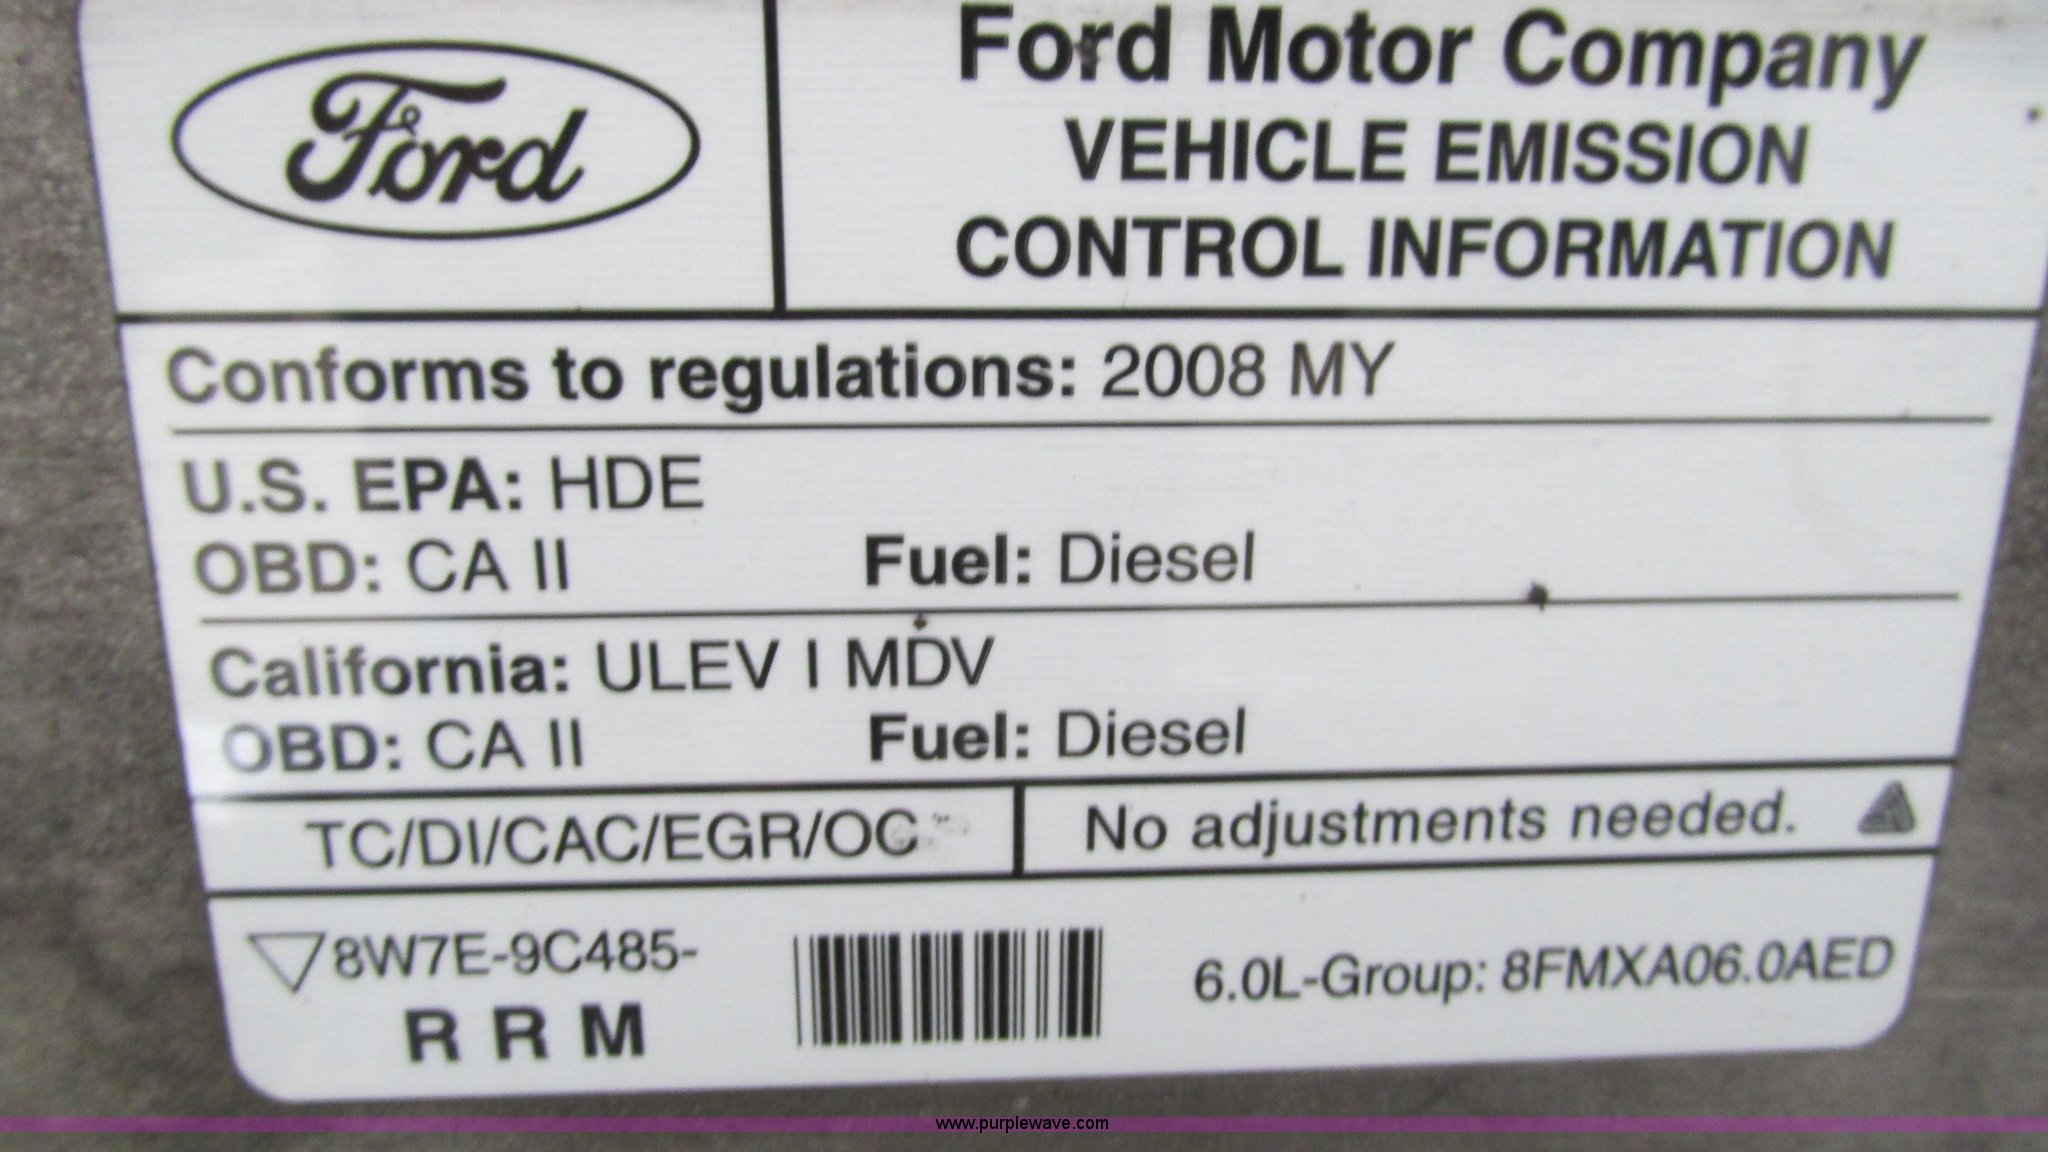 Ford
Ford Motor Company
VEHICLE EMISSION
CONTROL INFORMATION
Conforms to regulations: 2008 MY
U.S. EPA: HDE
OBD: CA II Fuel: Diesel
California: ULEV I MDV
OBD: CA II Fuel: Diesel
TC/DI/CAC/EGR/OC No adjustments needed.
8W7E-9C485-
R R M
6.0L-Group: 8FMXA06.0AED
www.purplewave.com